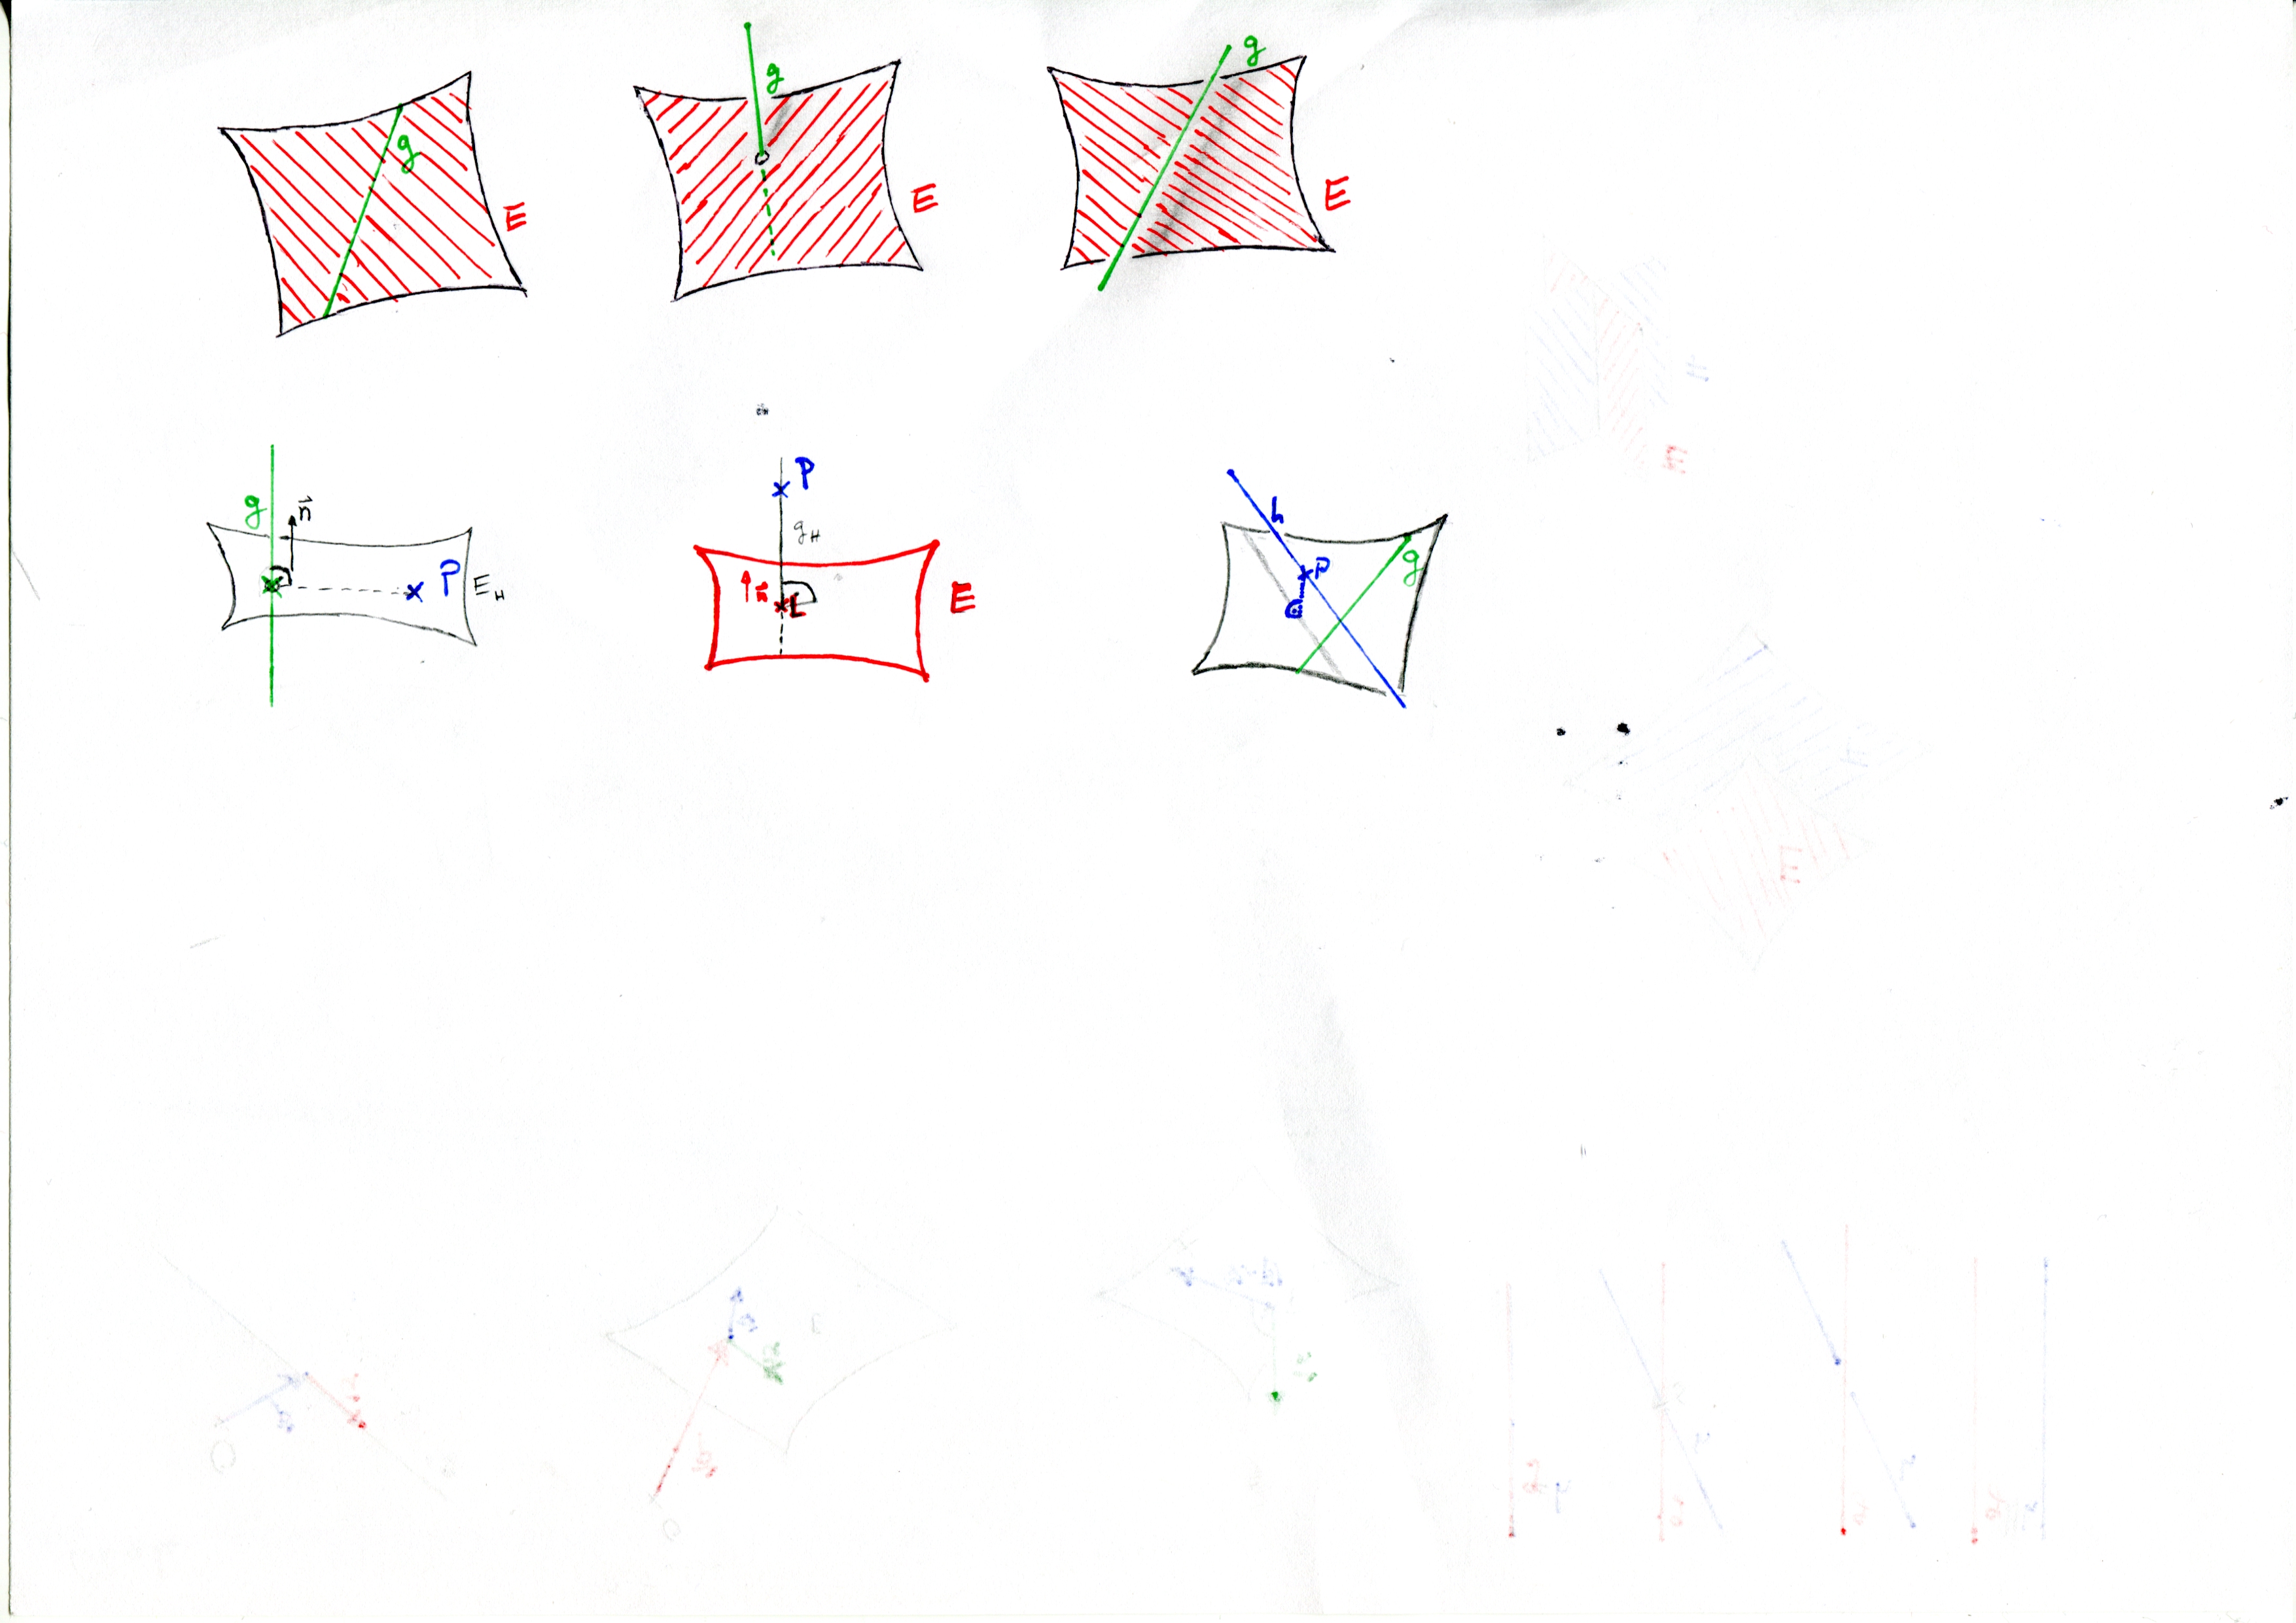 g E
g E
g E
g n⃗ P E_H
P g_H n⃗ L E
h P g